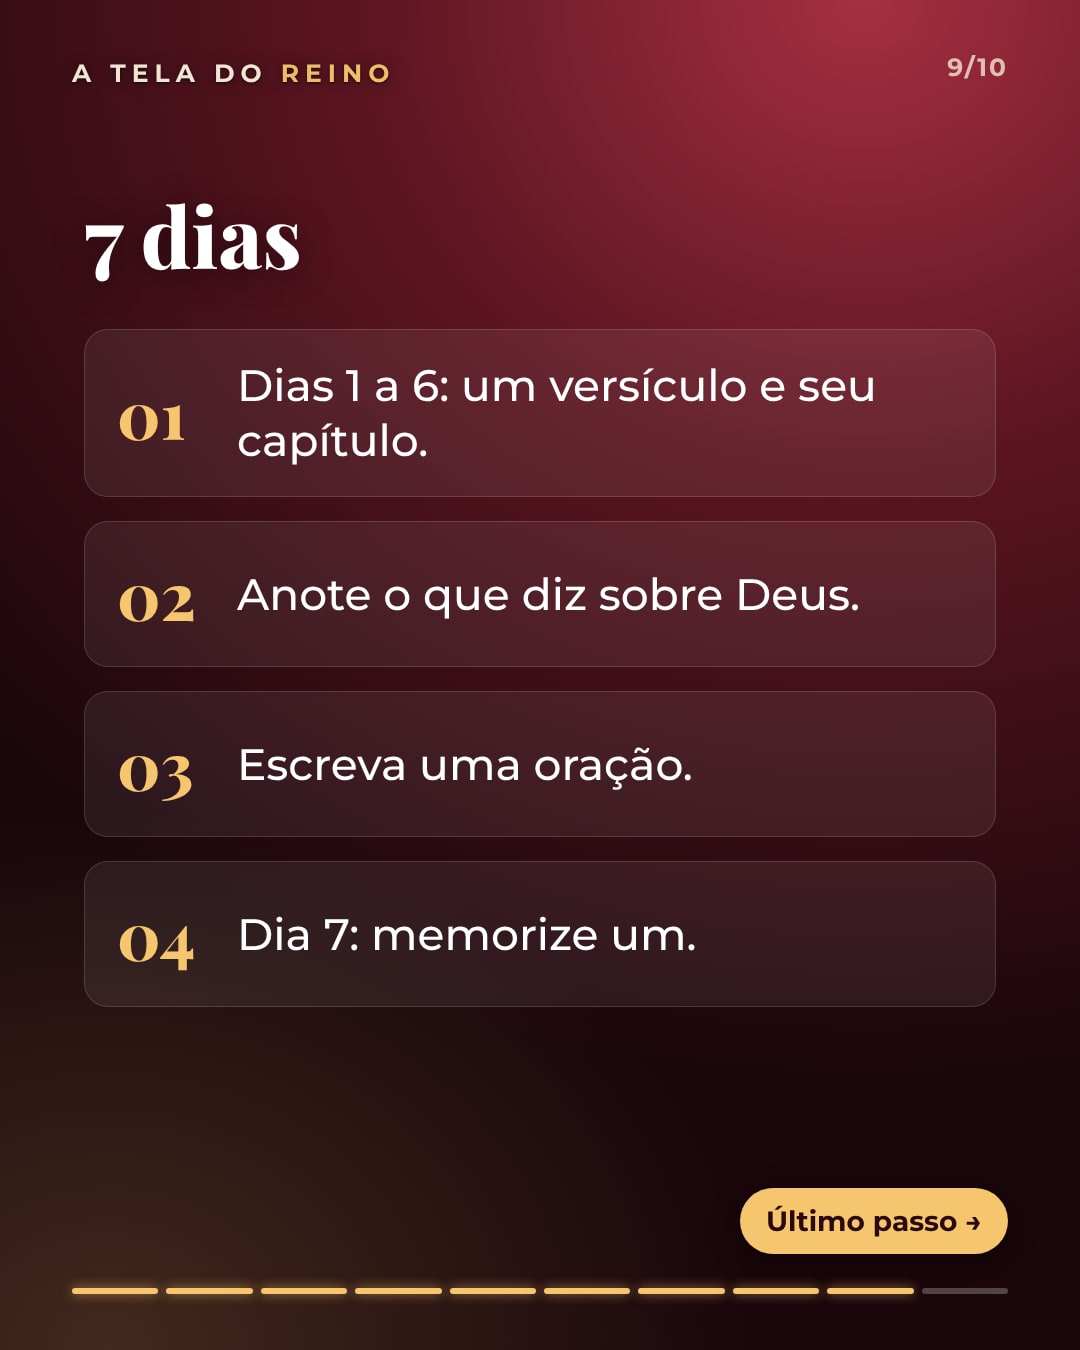 A TELA DO REINO
9/10
7 dias
01
Dias 1 a 6: um versículo e seu
capítulo.
02
Anote o que diz sobre Deus.
03
Escreva uma oração.
04
Dia 7: memorize um.
Último passo →